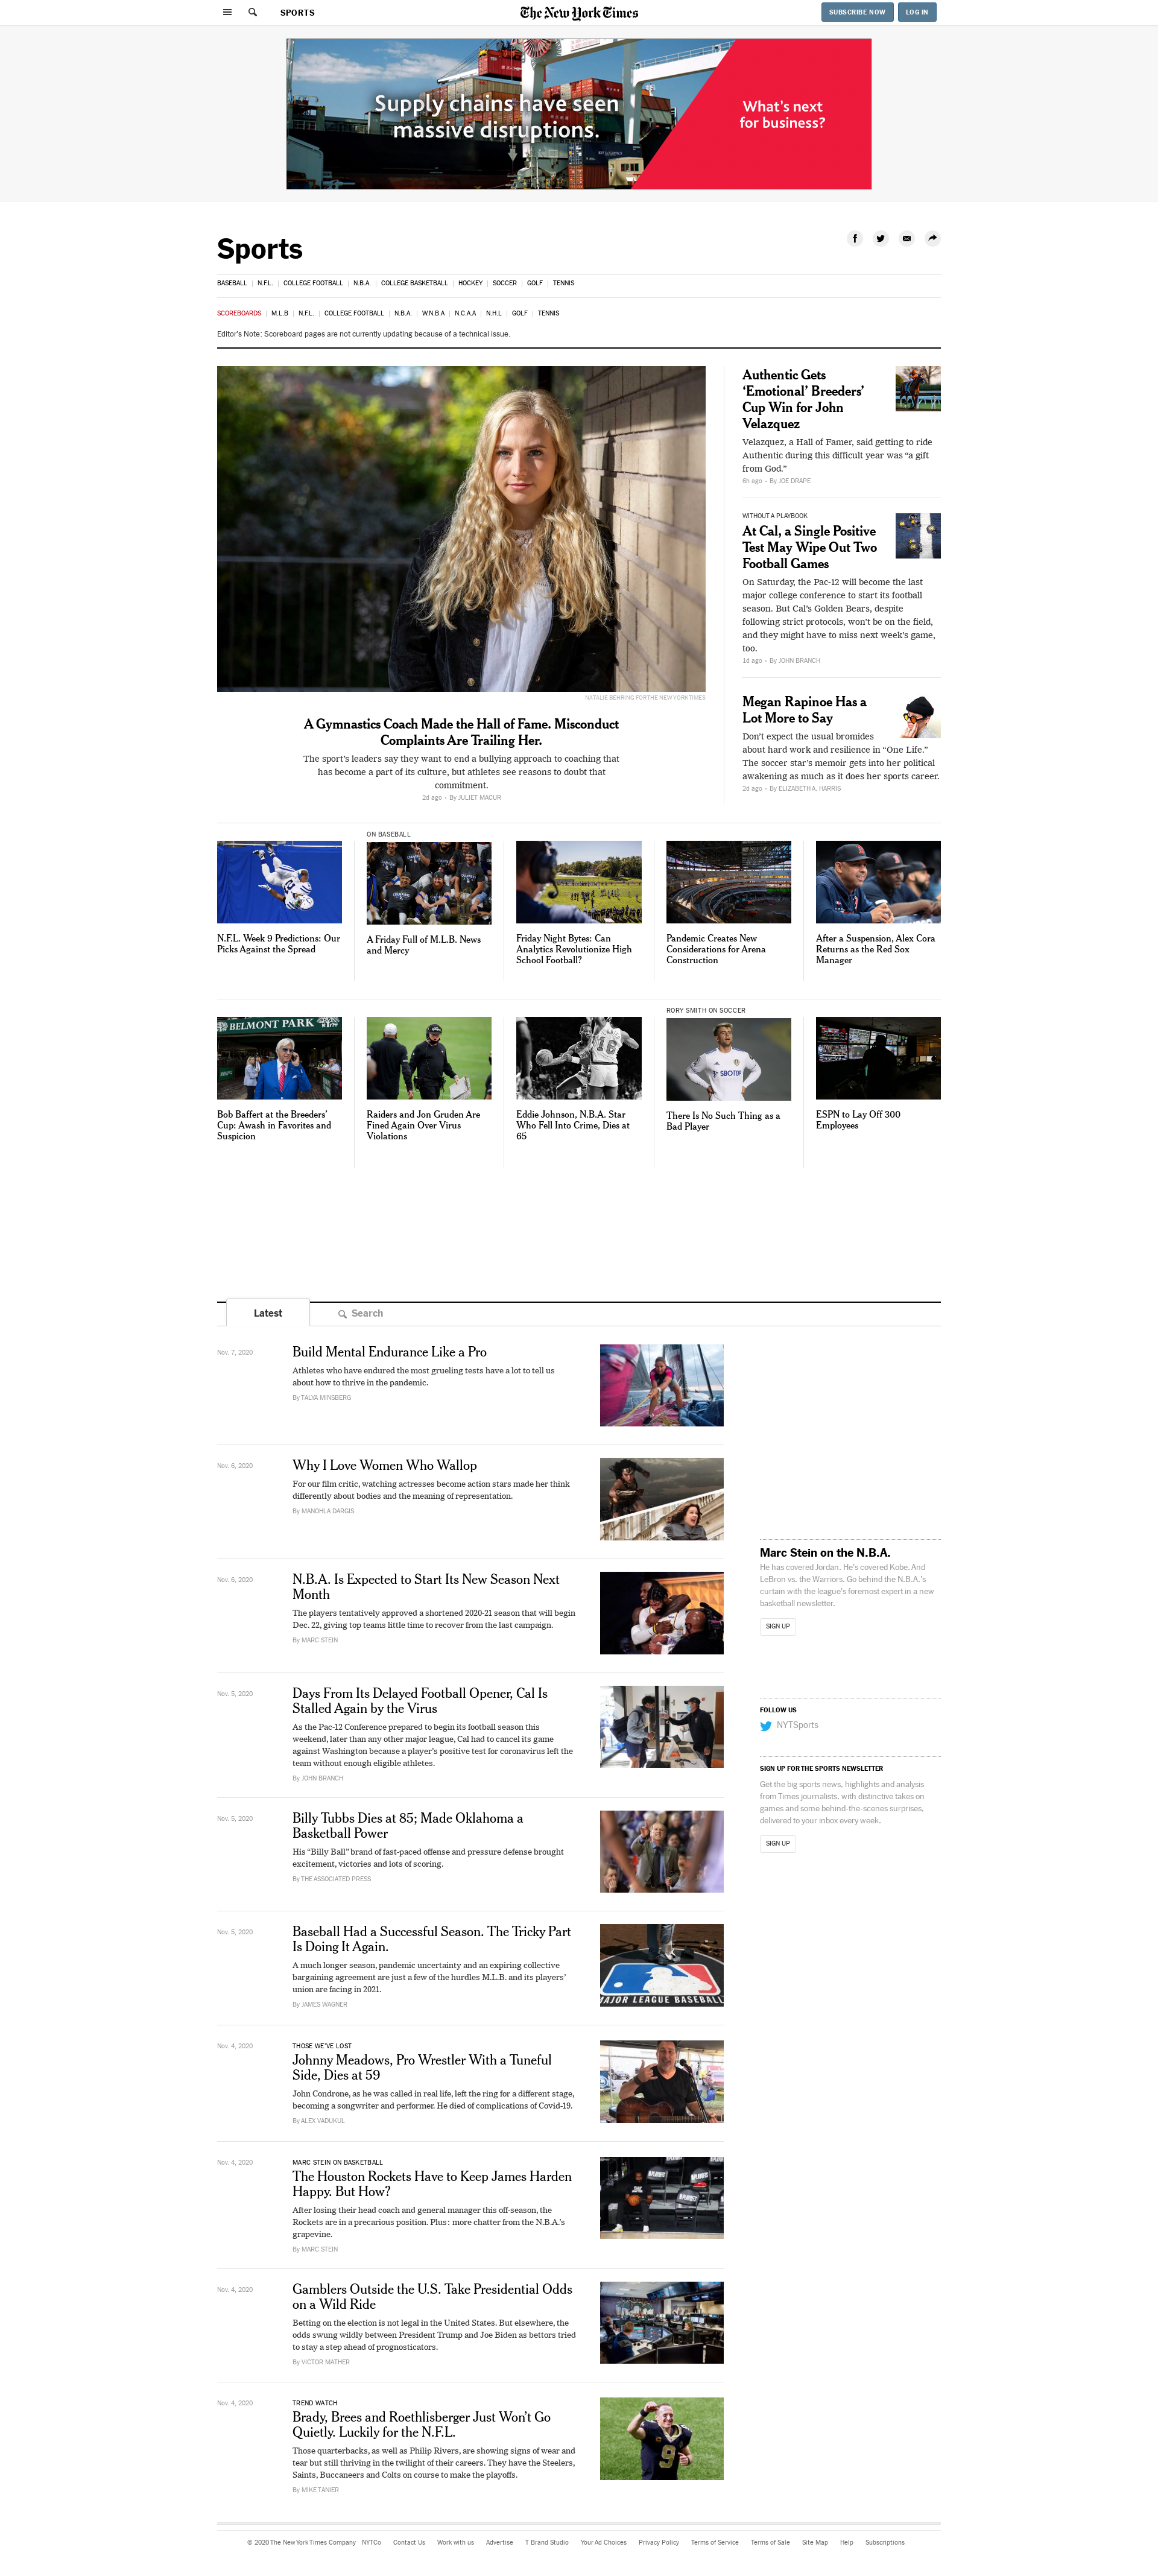 SPORTS
The New York Times
SUBSCRIBE NOW
LOG IN
Supply chains have seen
massive disruptions.
What's next
for business?
Sports
BASEBALL | N.F.L. | COLLEGE FOOTBALL | N.B.A. | COLLEGE BASKETBALL | HOCKEY | SOCCER | GOLF | TENNIS
SCOREBOARDS | M.L.B | N.F.L. | COLLEGE FOOTBALL | N.B.A. | W.N.B.A | N.C.A.A | N.H.L | GOLF | TENNIS
Editor's Note: Scoreboard pages are not currently updating because of a technical issue.
NATALIE BEHRING FOR THE NEW YORK TIMES
A Gymnastics Coach Made the Hall of Fame. Misconduct
Complaints Are Trailing Her.
The sport's leaders say they want to end a bullying approach to coaching that
has become a part of its culture, but athletes see reasons to doubt that
commitment.
2d ago • By JULIET MACUR
Authentic Gets
‘Emotional’ Breeders’
Cup Win for John
Velazquez
Velazquez, a Hall of Famer, said getting to ride
Authentic during this difficult year was “a gift
from God.”
6h ago • By JOE DRAPE
WITHOUT A PLAYBOOK
At Cal, a Single Positive
Test May Wipe Out Two
Football Games
On Saturday, the Pac-12 will become the last
major college conference to start its football
season. But Cal’s Golden Bears, despite
following strict protocols, won’t be on the field,
and they might have to miss next week’s game,
too.
1d ago • By JOHN BRANCH
Megan Rapinoe Has a
Lot More to Say
Don’t expect the usual bromides
about hard work and resilience in “One Life.”
The soccer star’s memoir gets into her political
awakening as much as it does her sports career.
2d ago • By ELIZABETH A. HARRIS
N.F.L. Week 9 Predictions: Our
Picks Against the Spread
ON BASEBALL
A Friday Full of M.L.B. News
and Mercy
Friday Night Bytes: Can
Analytics Revolutionize High
School Football?
Pandemic Creates New
Considerations for Arena
Construction
After a Suspension, Alex Cora
Returns as the Red Sox
Manager
BELMONT PARK
Bob Baffert at the Breeders’
Cup: Awash in Favorites and
Suspicion
Raiders and Jon Gruden Are
Fined Again Over Virus
Violations
16
Eddie Johnson, N.B.A. Star
Who Fell Into Crime, Dies at
65
RORY SMITH ON SOCCER
SBOTOP
There Is No Such Thing as a
Bad Player
ESPN to Lay Off 300
Employees
Latest
Search
Nov. 7, 2020
Build Mental Endurance Like a Pro
Athletes who have endured the most grueling tests have a lot to tell us
about how to thrive in the pandemic.
By TALYA MINSBERG
Nov. 6, 2020
Why I Love Women Who Wallop
For our film critic, watching actresses become action stars made her think
differently about bodies and the meaning of representation.
By MANOHLA DARGIS
Nov. 6, 2020
N.B.A. Is Expected to Start Its New Season Next
Month
The players tentatively approved a shortened 2020-21 season that will begin
Dec. 22, giving top teams little time to recover from the last campaign.
By MARC STEIN
Nov. 5, 2020
Days From Its Delayed Football Opener, Cal Is
Stalled Again by the Virus
As the Pac-12 Conference prepared to begin its football season this
weekend, later than any other major league, Cal had to cancel its game
against Washington because a player’s positive test for coronavirus left the
team without enough eligible athletes.
By JOHN BRANCH
Nov. 5, 2020
Billy Tubbs Dies at 85; Made Oklahoma a
Basketball Power
His “Billy Ball” brand of fast-paced offense and pressure defense brought
excitement, victories and lots of scoring.
By THE ASSOCIATED PRESS
Nov. 5, 2020
Baseball Had a Successful Season. The Tricky Part
Is Doing It Again.
A much longer season, pandemic uncertainty and an expiring collective
bargaining agreement are just a few of the hurdles M.L.B. and its players’
union are facing in 2021.
By JAMES WAGNER
MAJOR LEAGUE BASEBALL
Nov. 4, 2020
THOSE WE’VE LOST
Johnny Meadows, Pro Wrestler With a Tuneful
Side, Dies at 59
John Condrone, as he was called in real life, left the ring for a different stage,
becoming a songwriter and performer. He died of complications of Covid-19.
By ALEX VADUKUL
Nov. 4, 2020
MARC STEIN ON BASKETBALL
The Houston Rockets Have to Keep James Harden
Happy. But How?
After losing their head coach and general manager this off-season, the
Rockets are in a precarious position. Plus: more chatter from the N.B.A.’s
grapevine.
By MARC STEIN
Nov. 4, 2020
Gamblers Outside the U.S. Take Presidential Odds
on a Wild Ride
Betting on the election is not legal in the United States. But elsewhere, the
odds swung wildly between President Trump and Joe Biden as bettors tried
to stay a step ahead of prognosticators.
By VICTOR MATHER
Nov. 4, 2020
TREND WATCH
Brady, Brees and Roethlisberger Just Won’t Go
Quietly. Luckily for the N.F.L.
Those quarterbacks, as well as Philip Rivers, are showing signs of wear and
tear but still thriving in the twilight of their careers. They have the Steelers,
Saints, Buccaneers and Colts on course to make the playoffs.
By MIKE TANIER
9
Marc Stein on the N.B.A.
He has covered Jordan. He’s covered Kobe. And
LeBron vs. the Warriors. Go behind the N.B.A.’s
curtain with the league’s foremost expert in a new
basketball newsletter.
SIGN UP
FOLLOW US
NYTSports
SIGN UP FOR THE SPORTS NEWSLETTER
Get the big sports news, highlights and analysis
from Times journalists, with distinctive takes on
games and some behind-the-scenes surprises,
delivered to your inbox every week.
SIGN UP
© 2020 The New York Times Company NYTCo Contact Us Work with us Advertise T Brand Studio Your Ad Choices Privacy Policy Terms of Service Terms of Sale Site Map Help Subscriptions